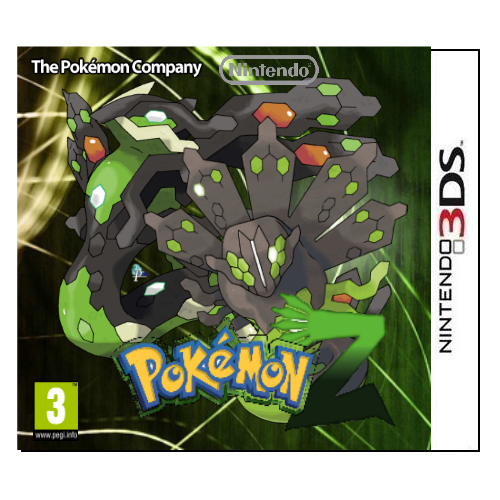 The Pokémon Company
Nintendo
NINTENDO 3DS
POKéMON
Z
3
www.pegi.info